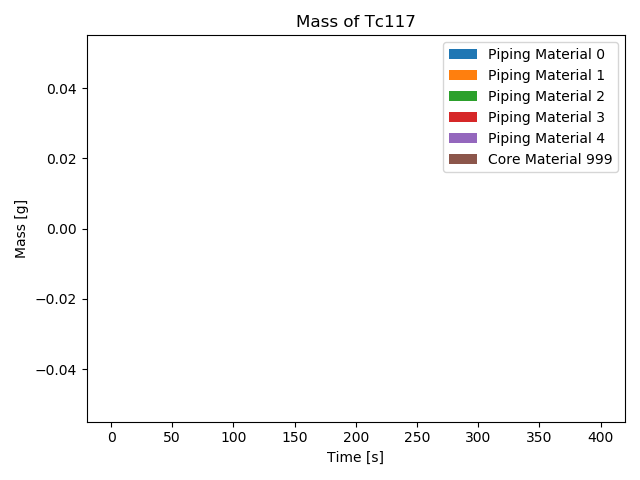 Mass of Tc117
Piping Material 0
Piping Material 1
Piping Material 2
Piping Material 3
Piping Material 4
Core Material 999
0.04
0.02
0.00
−0.02
−0.04
Mass [g]
0 50 100 150 200 250 300 350 400
Time [s]